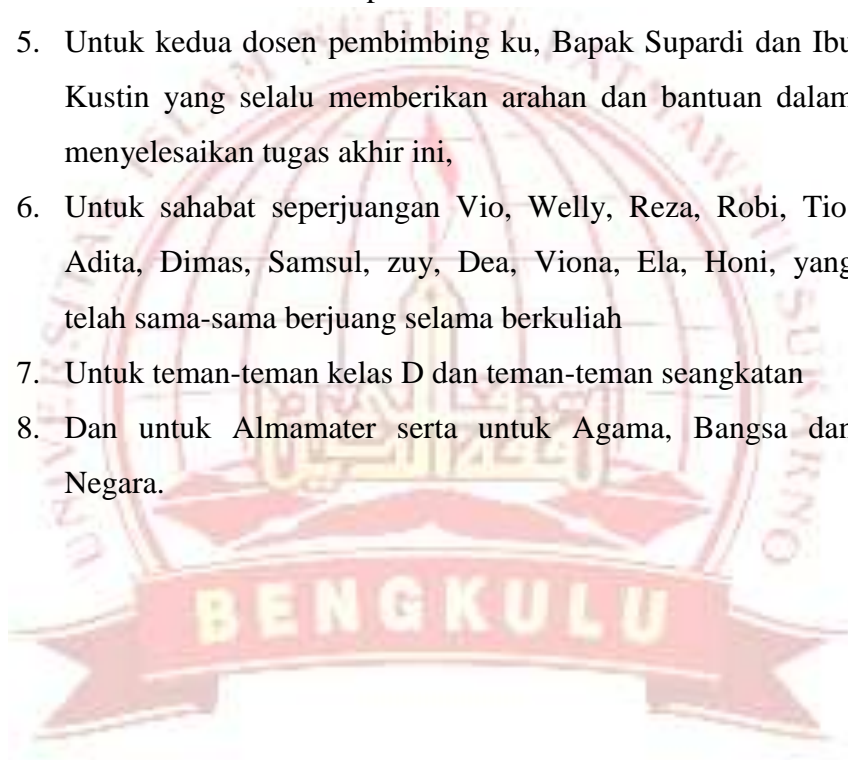 5. Untuk kedua dosen pembimbing ku, Bapak Supardi dan Ibu
Kustin yang selalu memberikan arahan dan bantuan dalam
menyelesaikan tugas akhir ini,
6. Untuk sahabat seperjuangan Vio, Welly, Reza, Robi, Tio,
Adita, Dimas, Samsul, zuy, Dea, Viona, Ela, Honi, yang
telah sama-sama berjuang selama berkuliah
7. Untuk teman-teman kelas D dan teman-teman seangkatan
8. Dan untuk Almamater serta untuk Agama, Bangsa dan
Negara.
BENGKULU